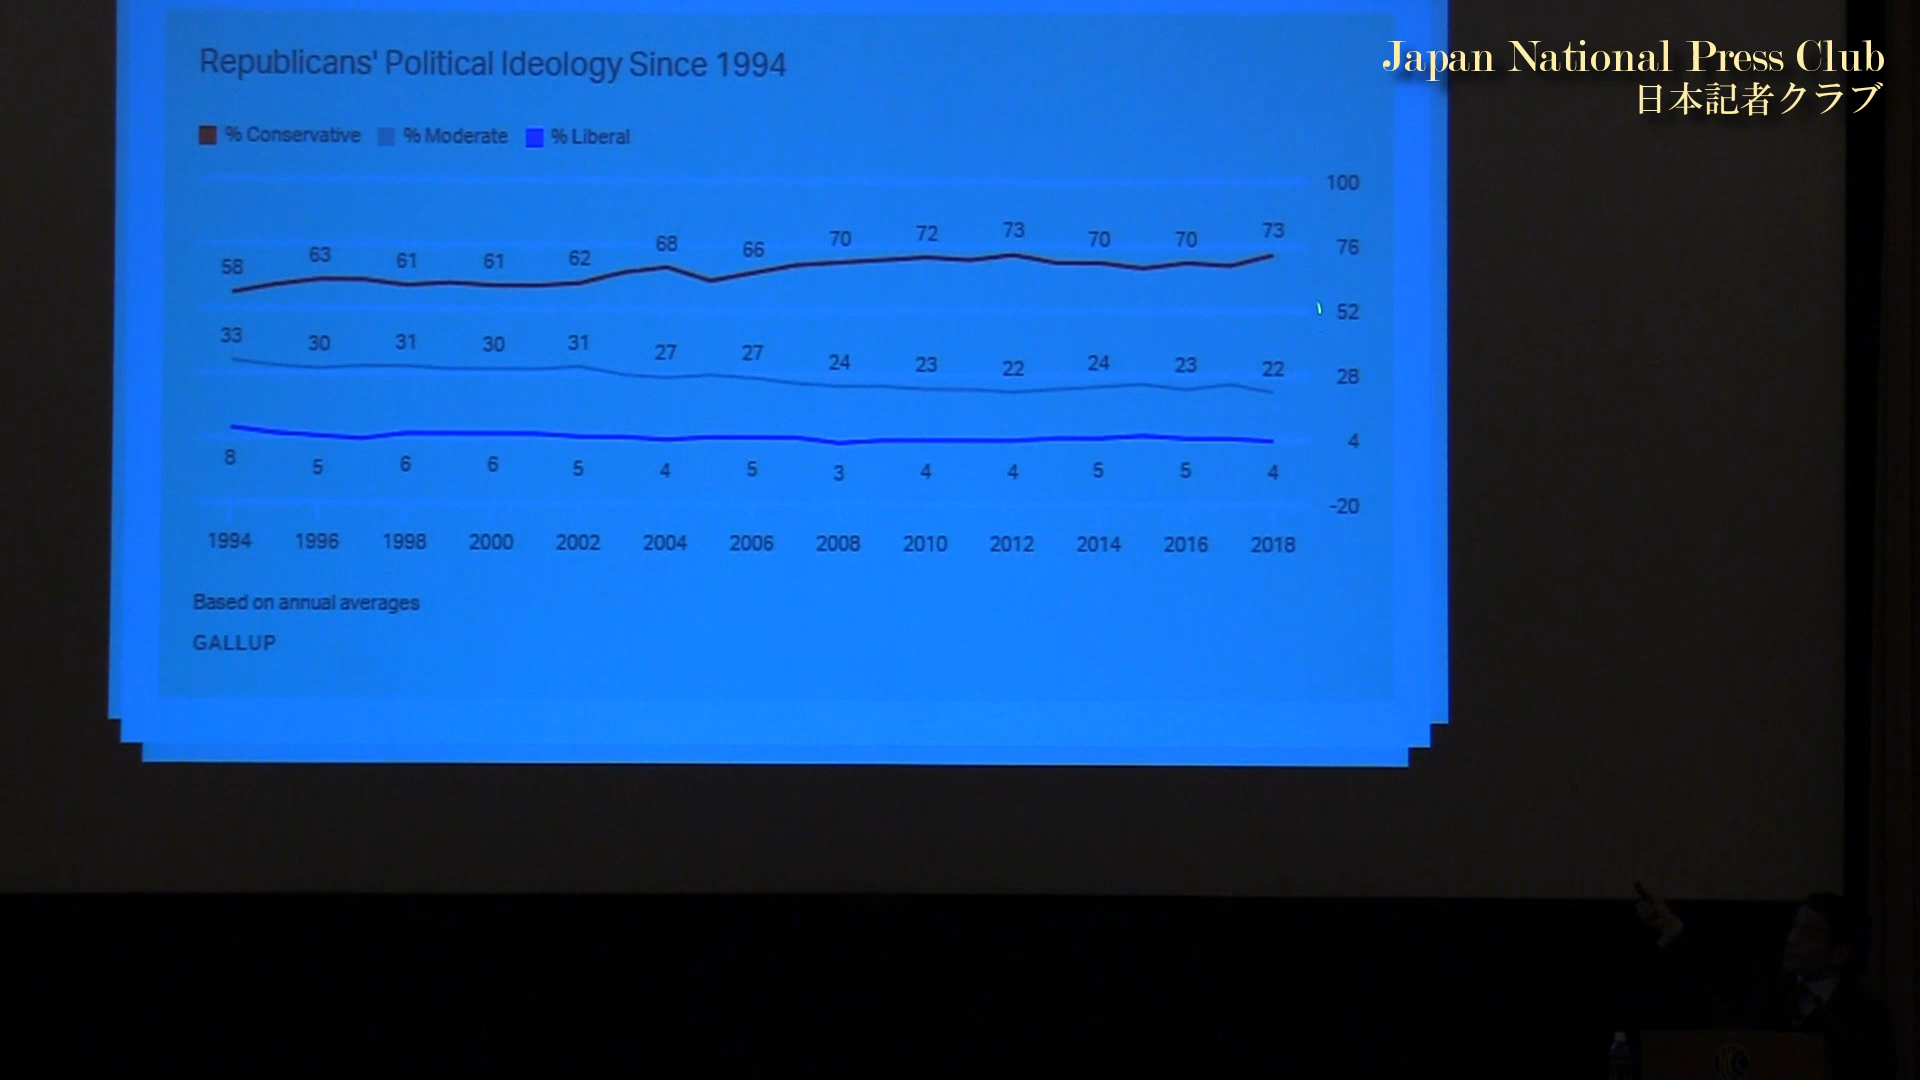 Japan National Press Club
日本記者クラブ
Republicans' Political Ideology Since 1994
% Conservative % Moderate % Liberal
100
58 63 61 61 62 68 66 70 72 73 70 70 73
76
52
33 30 31 30 31 27 27 24 23 22 24 23 22
28
4
8 5 6 6 5 4 5 3 4 4 5 5 4
-20
1994 1996 1998 2000 2002 2004 2006 2008 2010 2012 2014 2016 2018
Based on annual averages
GALLUP